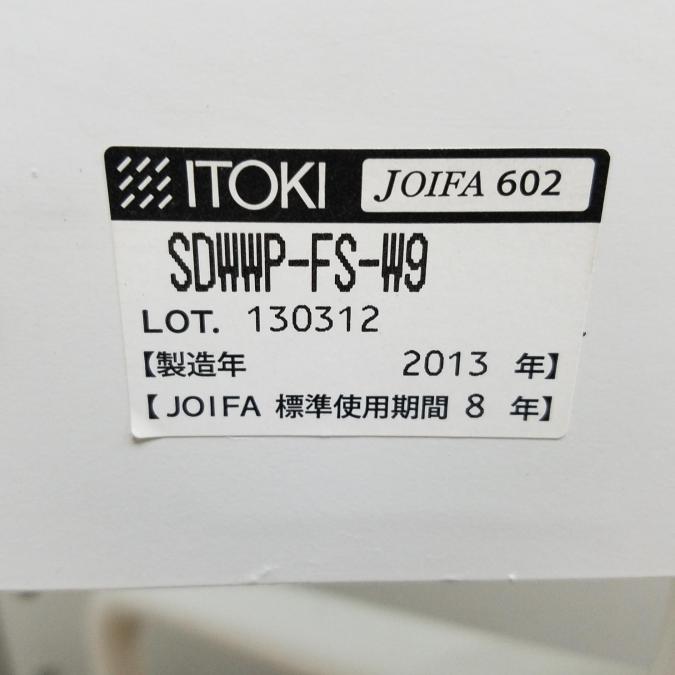 ITOKI JOIFA 602
SDWWP-FS-W9
LOT. 130312
【製造年 2013 年】
【JOIFA 標準使用期間 8 年】